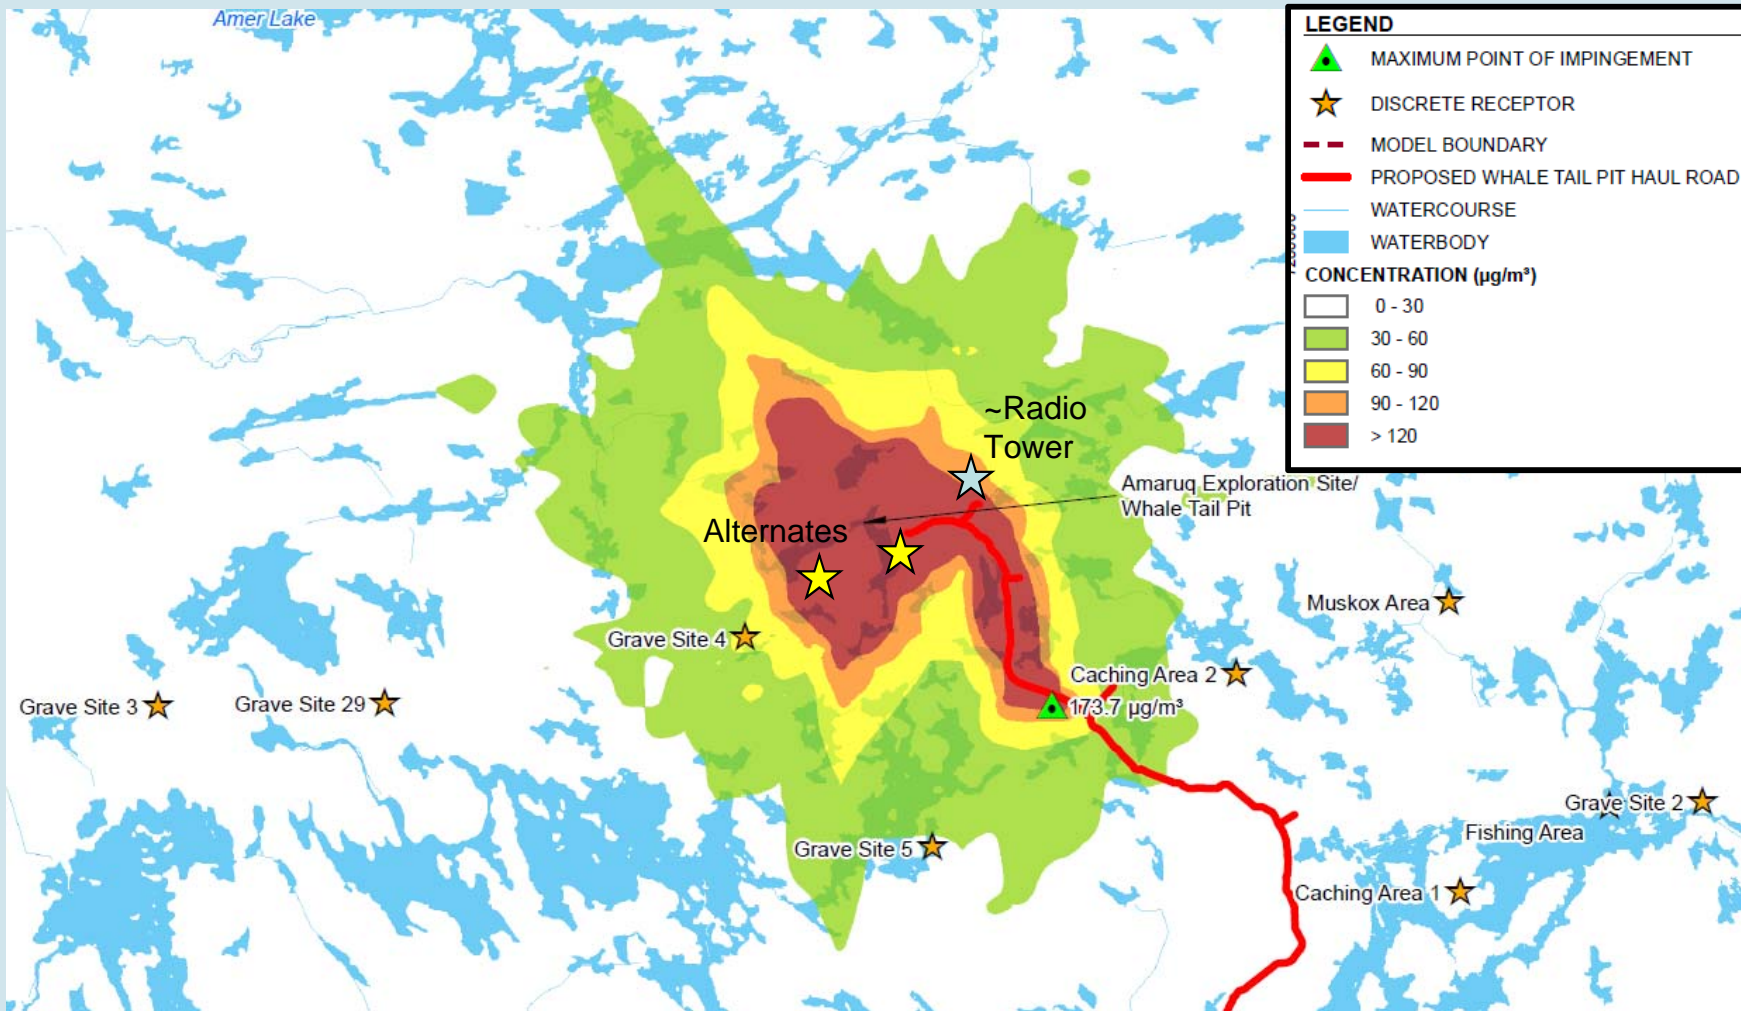 Amer Lake
LEGEND
MAXIMUM POINT OF IMPINGEMENT
DISCRETE RECEPTOR
MODEL BOUNDARY
PROPOSED WHALE TAIL PIT HAUL ROAD
WATERCOURSE
WATERBODY
CONCENTRATION (µg/m³)
0 - 30
30 - 60
60 - 90
90 - 120
> 120
~Radio
Tower
Amaruq Exploration Site/
Whale Tail Pit
Alternates
Muskox Area
Grave Site 4
Caching Area 2
Grave Site 3
Grave Site 29
173.7 µg/m³
Grave Site 2
Fishing Area
Grave Site 5
Caching Area 1